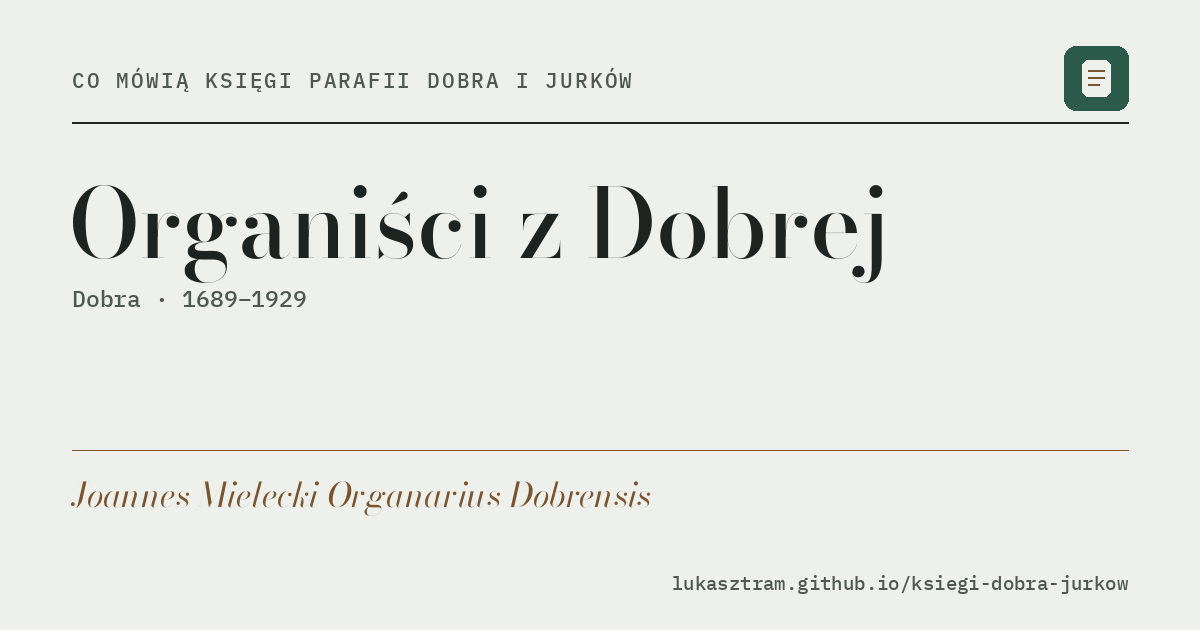 CO MÓWIĄ KSIĘGI PARAFII DOBRA I JURKÓW
Organiści z Dobrej
Dobra · 1689–1929
Joannes Mielecki Organarius Dobrensis
lukasztram.github.io/ksiegi-dobra-jurkow